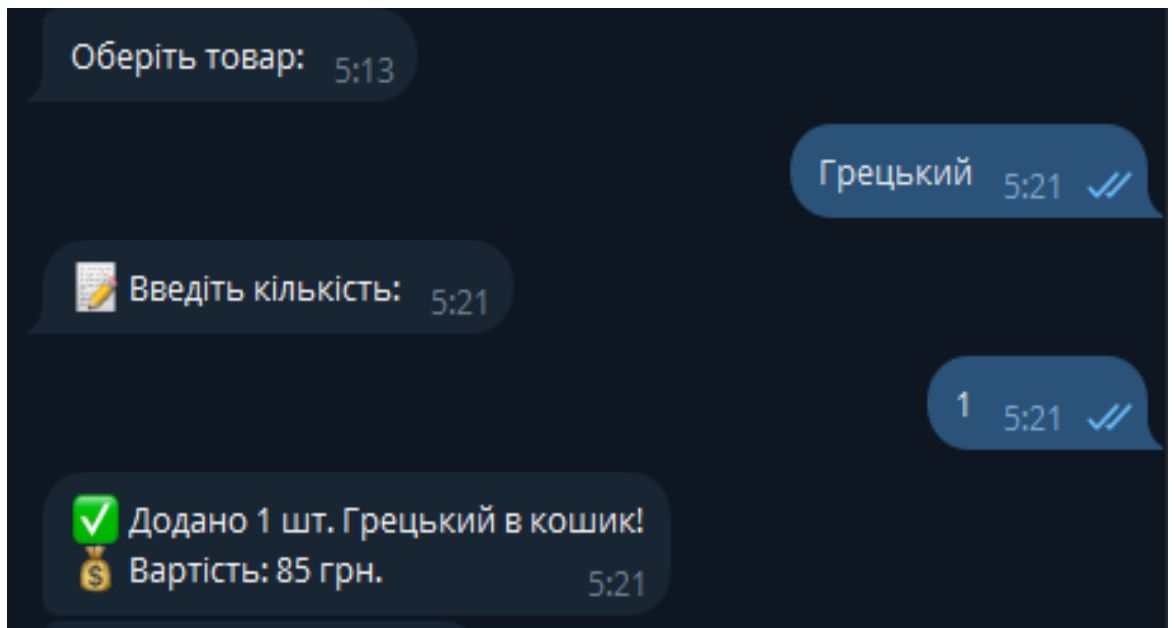 Оберіть товар: 5:13
Грецький 5:21
📝 Введіть кількість: 5:21
1 5:21
✅ Додано 1 шт. Грецький в кошик!
💰 Вартість: 85 грн. 5:21